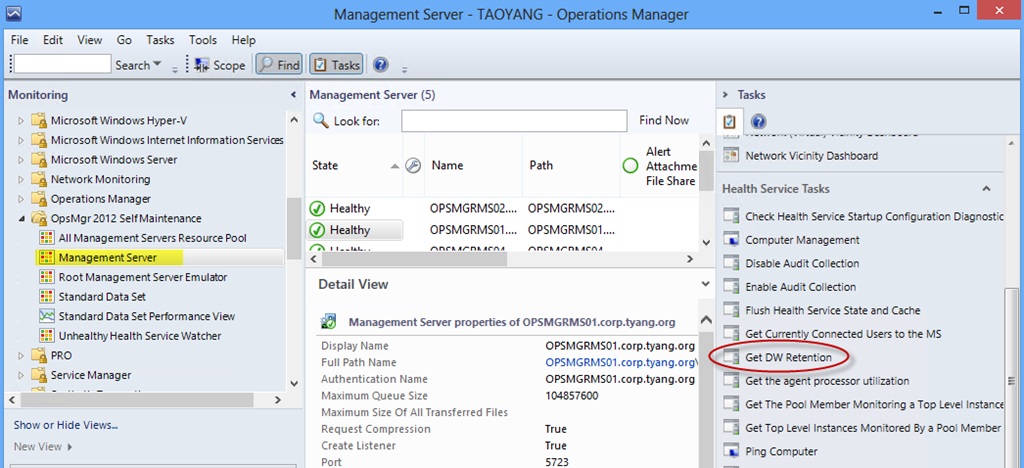 Management Server - TAOYANG - Operations Manager
File Edit View Go Tasks Tools Help
Search Scope Find Tasks
Monitoring
Microsoft Windows Hyper-V
Microsoft Windows Internet Information Services
Microsoft Windows Server
Network Monitoring
Operations Manager
OpsMgr 2012 Self Maintenance
All Management Servers Resource Pool
Management Server
Root Management Server Emulator
Standard Data Set
Standard Data Set Performance View
Unhealthy Health Service Watcher
PRO
Service Manager
Show or Hide Views...
New View
Management Server (5)
Look for: Find Now
State Name Path Alert
Attachme
File Share
Healthy OPSMGRMS02.... OPSMGRMS02....
Healthy OPSMGRMS01.... OPSMGRMS01....
Healthy OPSMGRMS04 OPSMGRMS04
Detail View
Management Server properties of OPSMGRMS01.corp.tyang.org
Display Name OPSMGRMS01.corp.tyang.org
Full Path Name OPSMGRMS01.corp.tyang.org\
Authentication Name OPSMGRMS01.corp.tyang.org
Maximum Queue Size 104857600
Maximum Size Of All Transferred Files
Request Compression True
Create Listener True
Port 5723
Tasks
Network Vicinity Dashboard
Health Service Tasks
Check Health Service Startup Configuration Diagnostic
Computer Management
Disable Audit Collection
Enable Audit Collection
Flush Health Service State and Cache
Get Currently Connected Users to the MS
Get DW Retention
Get the agent processor utilization
Get The Pool Member Monitoring a Top Level Instance
Get Top Level Instances Monitored By a Pool Member
Ping Computer